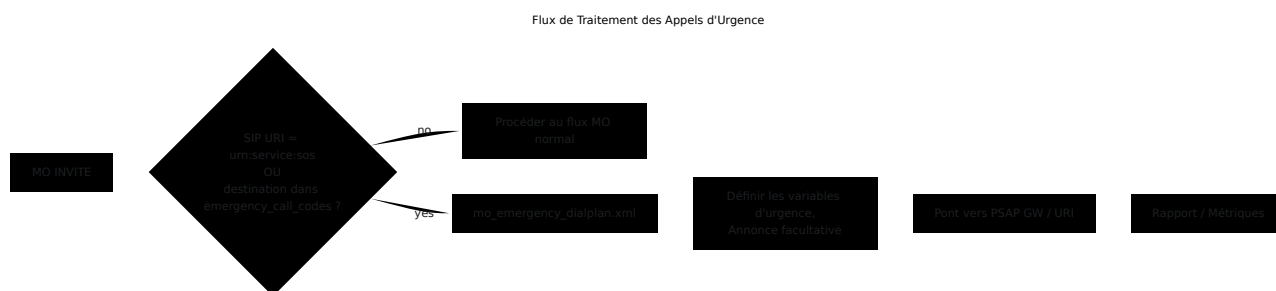 Flux de Traitement des Appels d'Urgence
MO INVITE
SIP URI =
urn:service:sos
OU
destination dans
emergency_call_codes ?
no
Procéder au flux MO
normal
yes
mo_emergency_dialplan.xml
Définir les variables
d'urgence,
Annonce facultative
Pont vers PSAP GW / URI
Rapport / Métriques